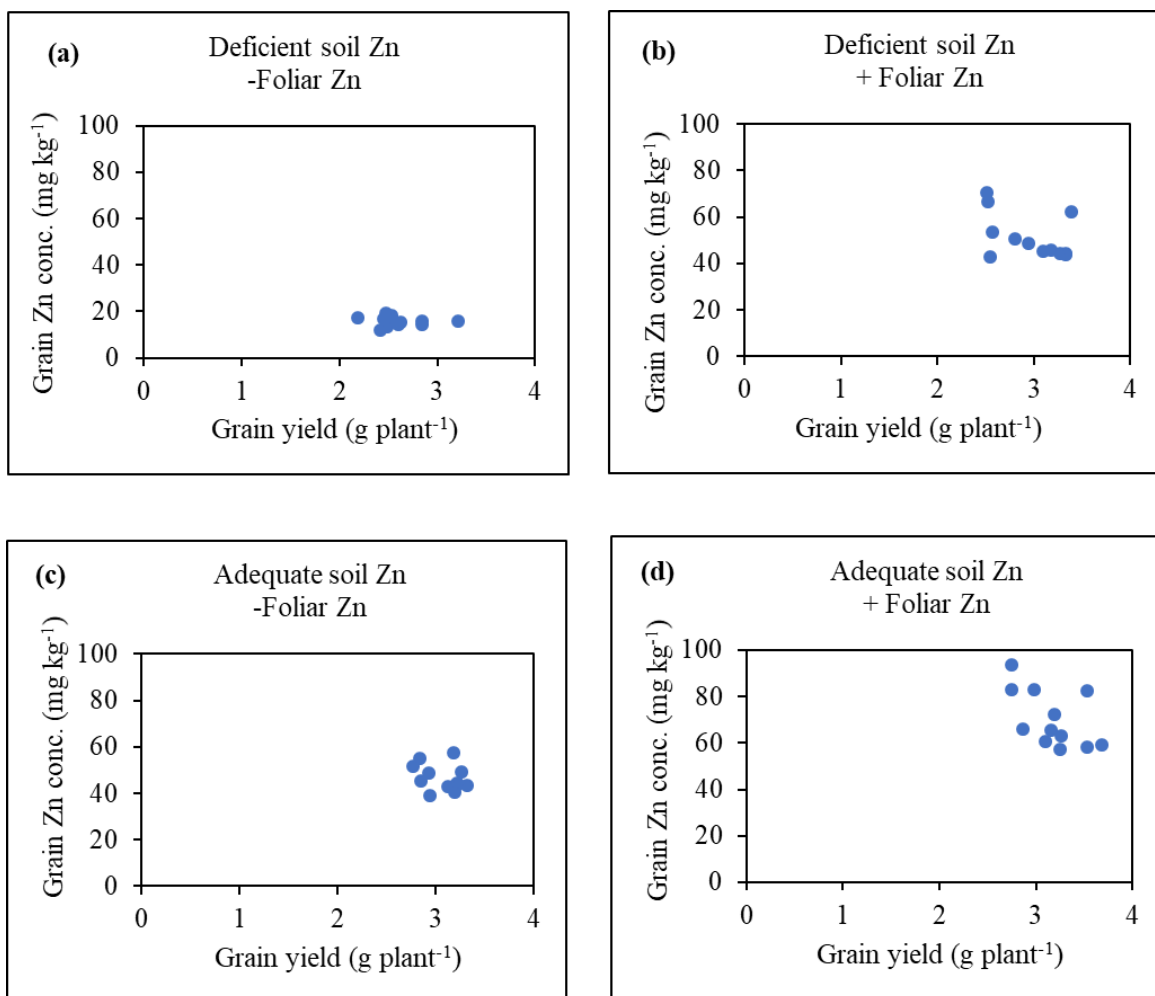 (a)
Deficient soil Zn
-Foliar Zn
Grain Zn conc. (mg kg⁻¹)
100
80
60
40
20
0
0 1 2 3 4
Grain yield (g plant⁻¹)
(b)
Deficient soil Zn
+ Foliar Zn
Grain Zn conc. (mg kg⁻¹)
100
80
60
40
20
0
0 1 2 3 4
Grain yield (g plant⁻¹)
(c)
Adequate soil Zn
-Foliar Zn
Grain Zn conc. (mg kg⁻¹)
100
80
60
40
20
0
0 1 2 3 4
Grain yield (g plant⁻¹)
(d)
Adequate soil Zn
+ Foliar Zn
Grain Zn conc. (mg kg⁻¹)
100
80
60
40
20
0
0 1 2 3 4
Grain yield (g plant⁻¹)